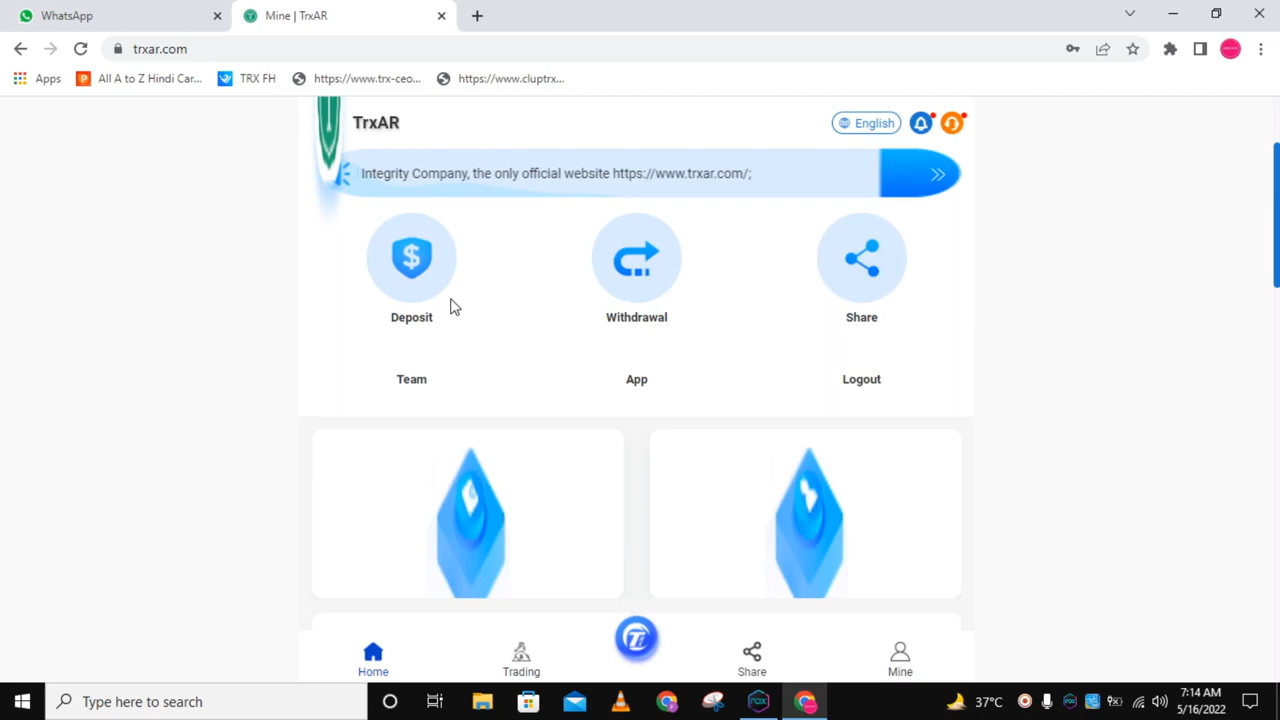 WhatsApp
Mine | TrxAR
trxar.com
Apps
All A to Z Hindi Car...
TRX FH
https://www.trx-ceo...
https://www.cluptrx...
TrxAR
English
Integrity Company, the only official website https://www.trxar.com/;
Deposit
Withdrawal
Share
Team
App
Logout
Home
Trading
Share
Mine
Type here to search
37°C
7:14 AM
5/16/2022